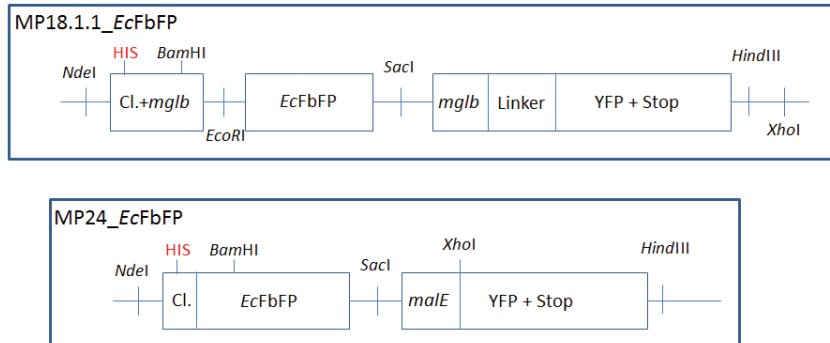 MP18.1.1_EcFbFP
HIS BamHI
NdeI SacI HindIII
Cl.+mglb EcFbFP mglb Linker YFP + Stop
EcoRI XhoI
MP24_EcFbFP
HIS BamHI XhoI HindIII
NdeI SacI
Cl. EcFbFP malE YFP + Stop